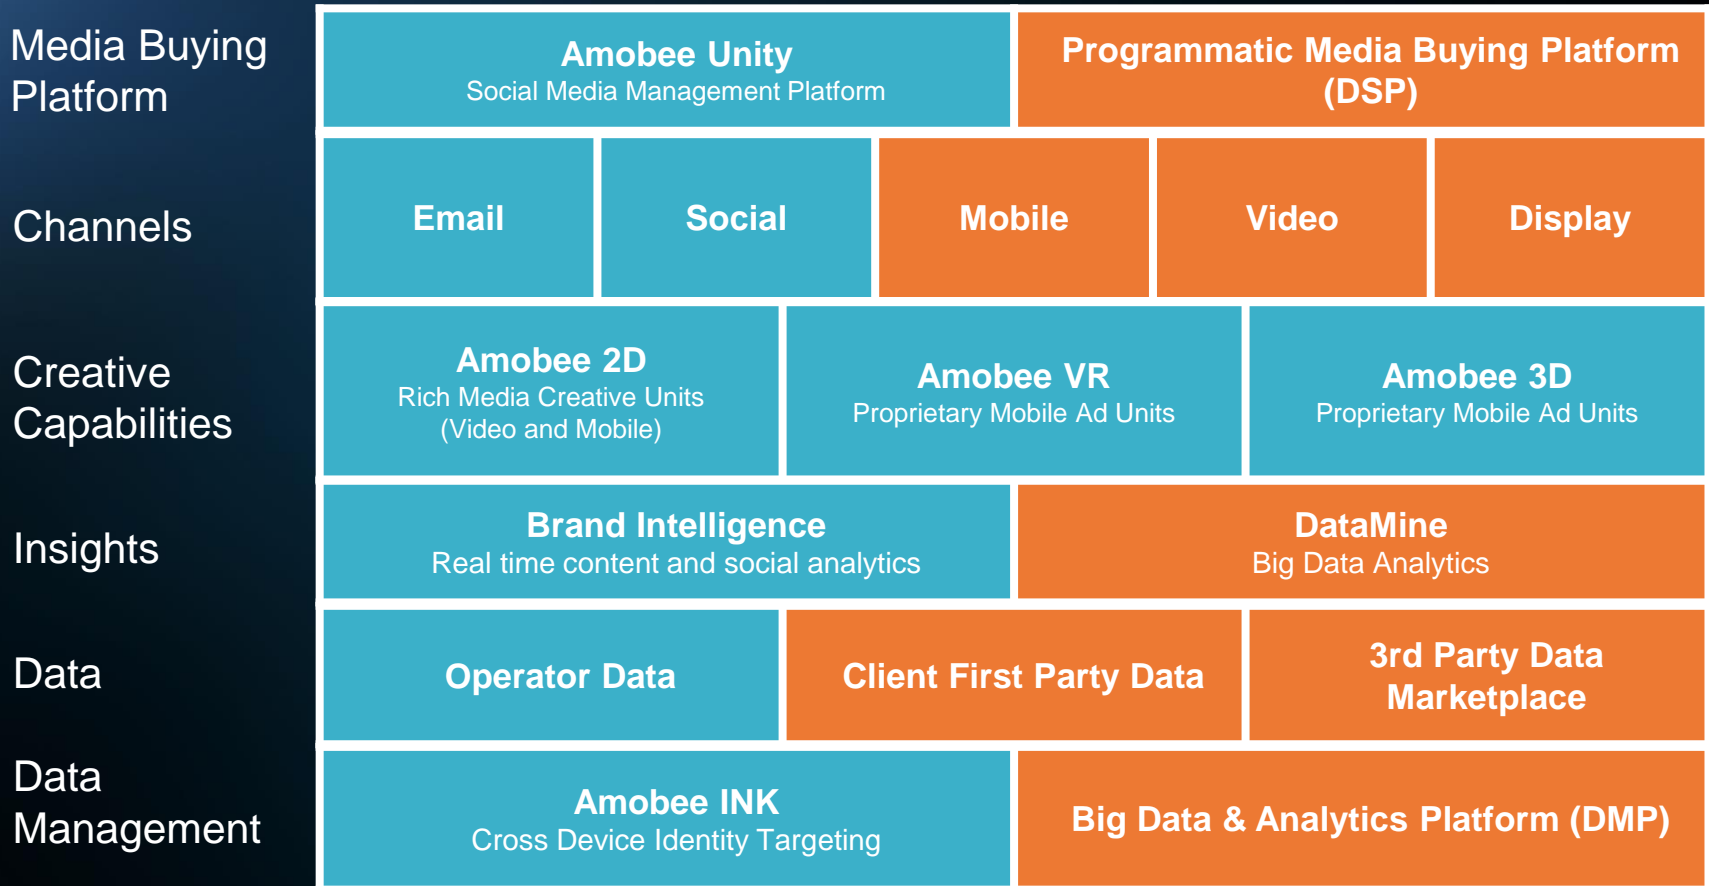 Media Buying
Platform
Amobee Unity
Social Media Management Platform
Programmatic Media Buying Platform
(DSP)
Channels
Email
Social
Mobile
Video
Display
Creative
Capabilities
Amobee 2D
Rich Media Creative Units
(Video and Mobile)
Amobee VR
Proprietary Mobile Ad Units
Amobee 3D
Proprietary Mobile Ad Units
Insights
Brand Intelligence
Real time content and social analytics
DataMine
Big Data Analytics
Data
Operator Data
Client First Party Data
3rd Party Data
Marketplace
Data
Management
Amobee INK
Cross Device Identity Targeting
Big Data & Analytics Platform (DMP)